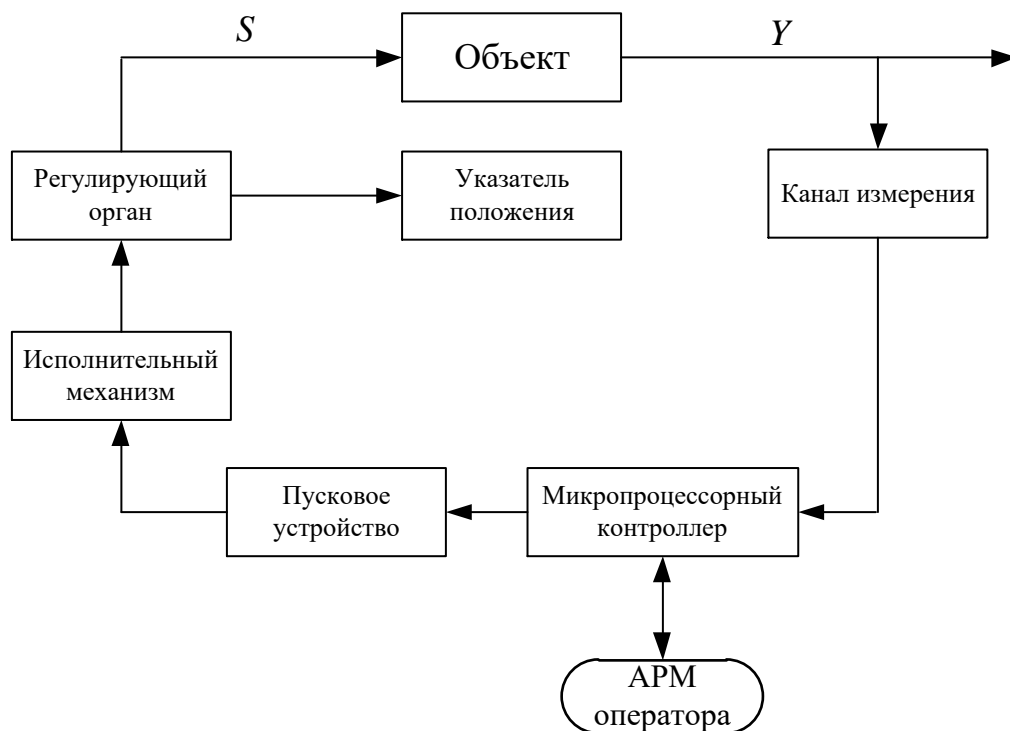 S
Объект
Y
Регулирующий
орган
Указатель
положения
Канал измерения
Исполнительный
механизм
Пусковое
устройство
Микропроцессорный
контроллер
АРМ
оператора